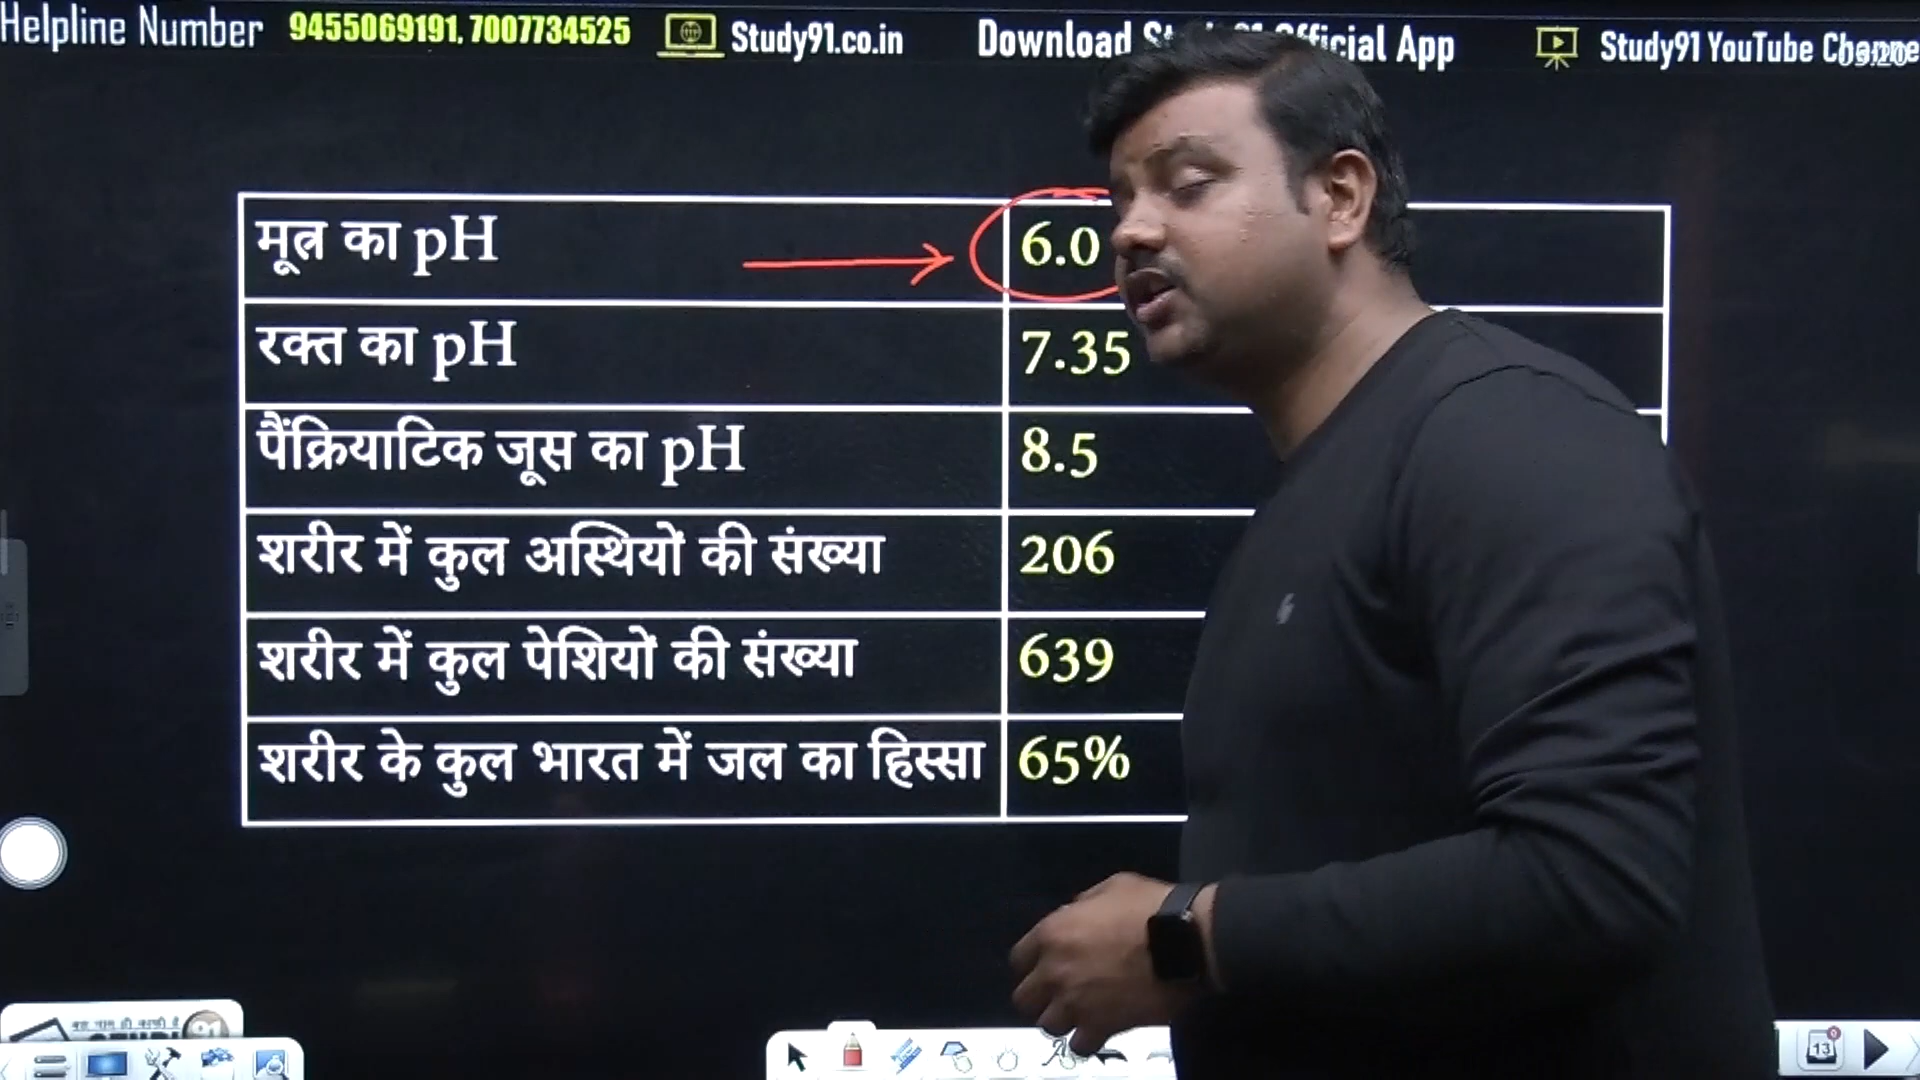 Helpline Number 9455069191, 7007734525 Study91.co.in Download Official App Study91 YouTube
मूत्र का pH 6.0
रक्त का pH 7.35
पैंक्रियाटिक जूस का pH 8.5
शरीर में कुल अस्थियों की संख्या 206
शरीर में कुल पेशियों की संख्या 639
शरीर के कुल भारत में जल का हिस्सा 65%
13